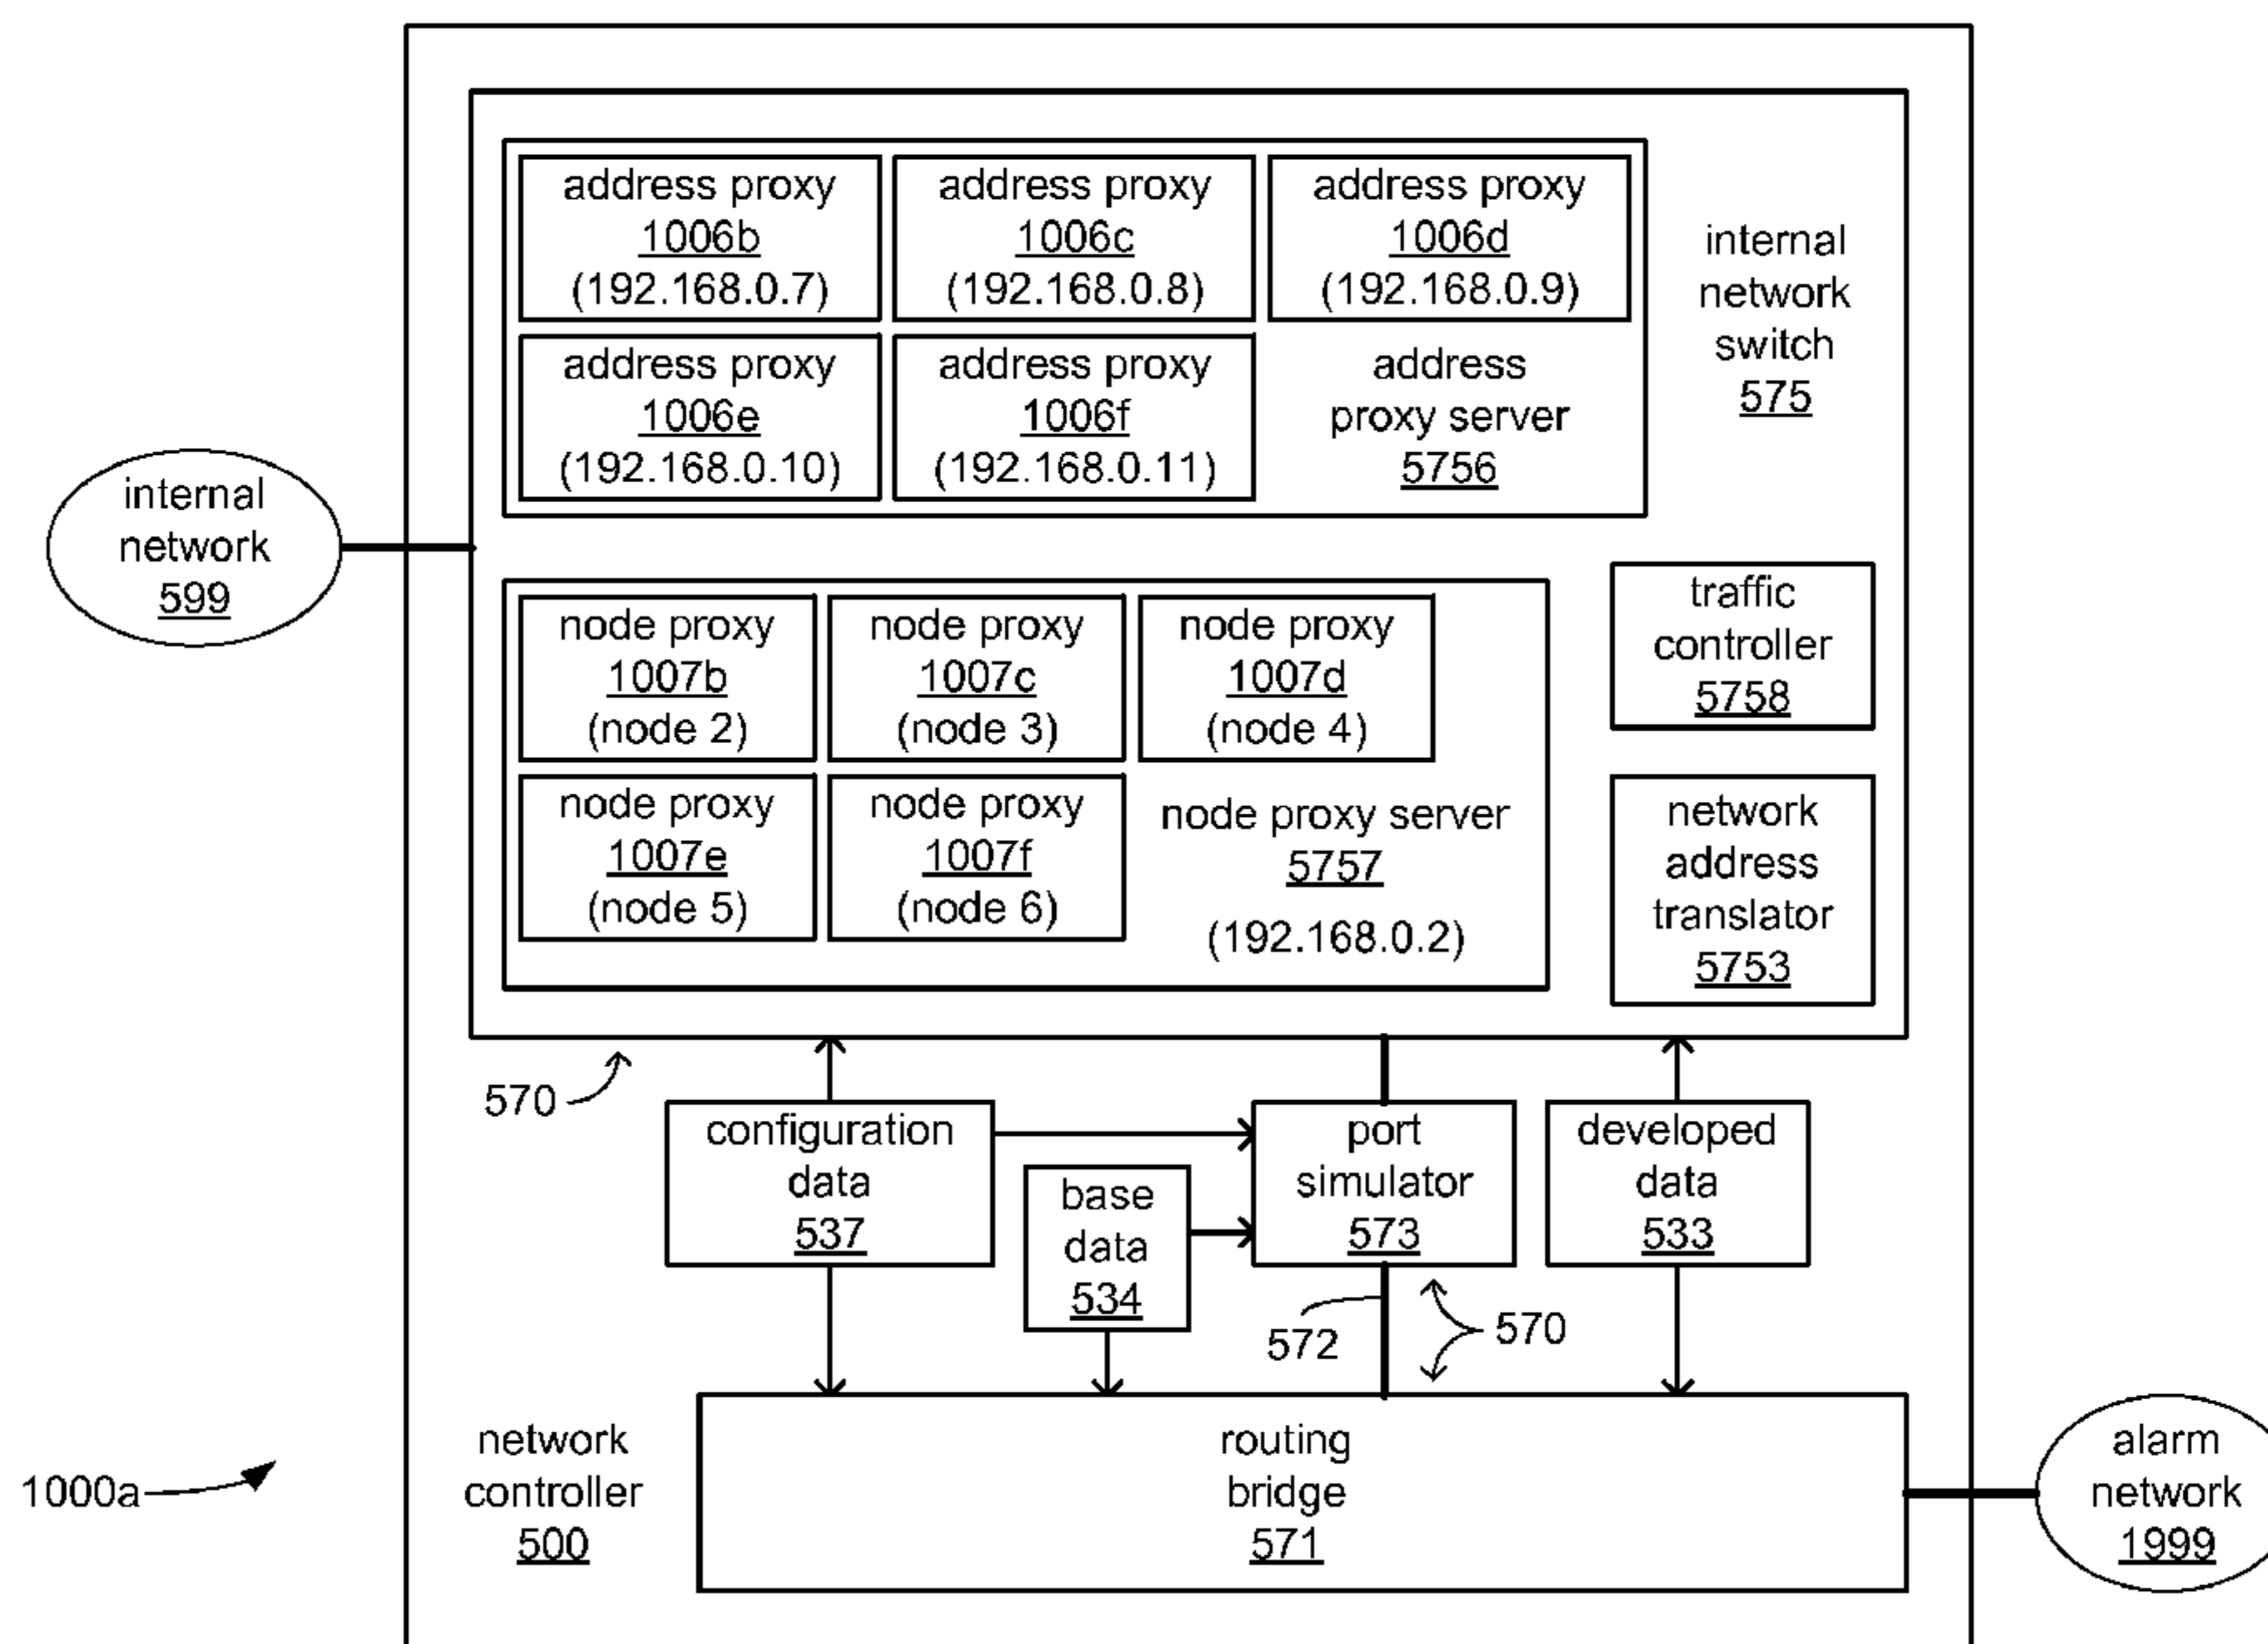 address proxy
1006b
(192.168.0.7)
address proxy
1006c
(192.168.0.8)
address proxy
1006d
(192.168.0.9)
internal
network
switch
575
address proxy
1006e
(192.168.0.10)
address proxy
1006f
(192.168.0.11)
address
proxy server
5756
internal
network
599
node proxy
1007b
(node 2)
node proxy
1007c
(node 3)
node proxy
1007d
(node 4)
traffic
controller
5758
node proxy
1007e
(node 5)
node proxy
1007f
(node 6)
node proxy server
5757
(192.168.0.2)
network
address
translator
5753
570
configuration
data
537
base
data
534
port
simulator
573
developed
data
533
572
570
1000a
network
controller
500
routing
bridge
571
alarm
network
1999